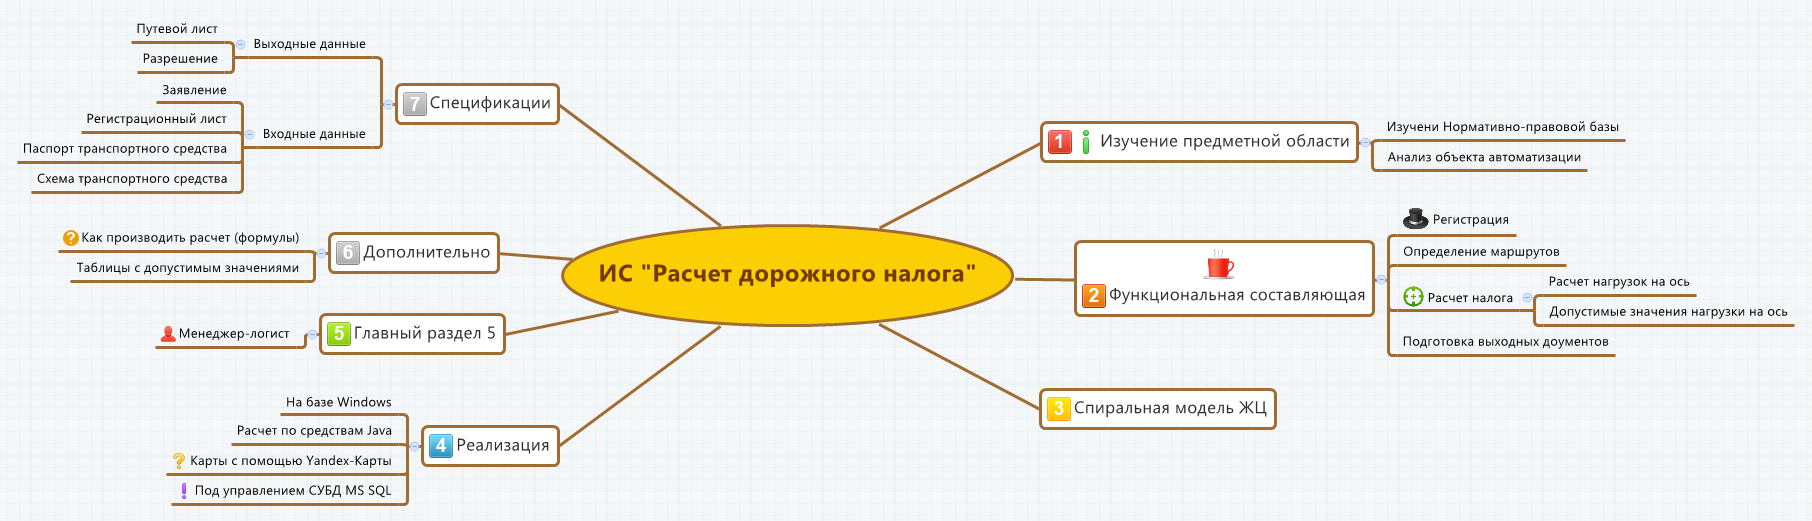 ИС "Расчет дорожного налога"
1 Изучение предметной области
Изучени Нормативно-правовой базы
Анализ объекта автоматизации
2 Функциональная составляющая
Регистрация
Определение маршрутов
Расчет налога
Расчет нагрузок на ось
Допустимые значения нагрузки на ось
Подготовка выходных доументов
3 Спиральная модель ЖЦ
4 Реализация
На базе Windows
Расчет по средствам Java
? Карты с помощью Yandex-Карты
! Под управлением СУБД MS SQL
5 Главный раздел 5
Менеджер-логист
6 Дополнительно
? Как производить расчет (формулы)
Таблицы с допустимым значениями
7 Спецификации
Выходные данные
Путевой лист
Разрешение
Входные данные
Заявление
Регистрационный лист
Паспорт транспортного средства
Схема транспортного средства